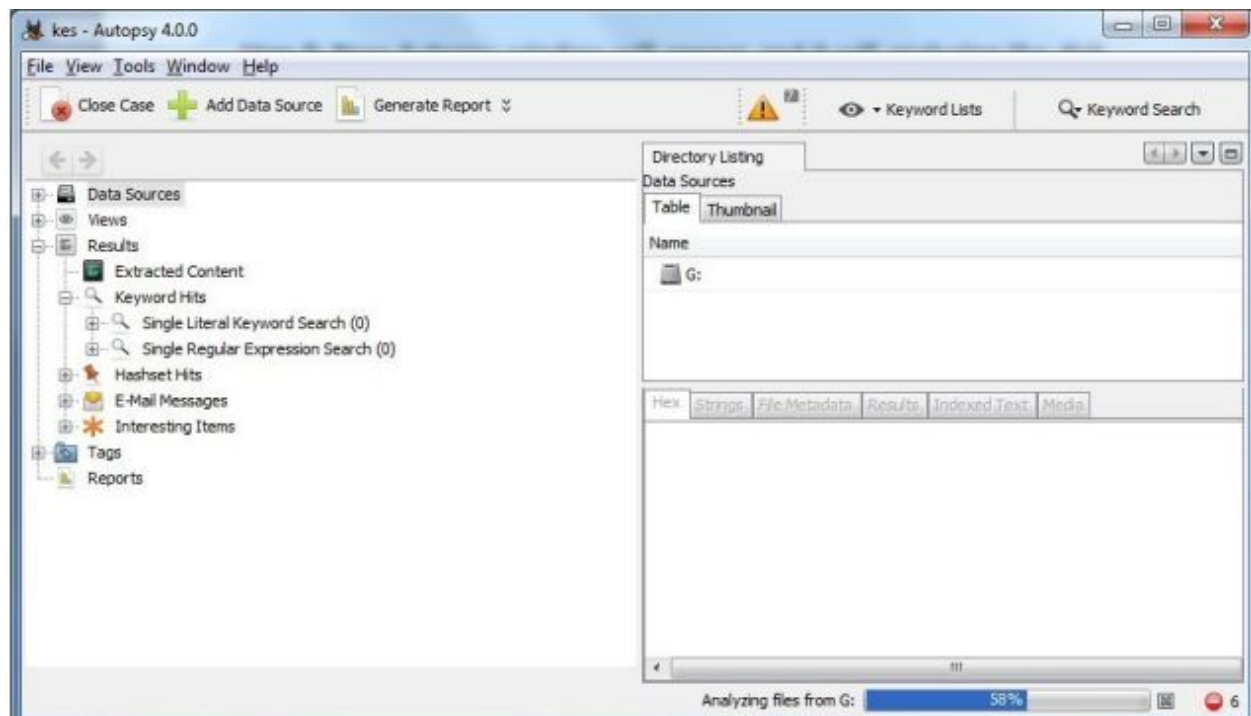 kes - Autopsy 4.0.0
File View Tools Window Help
Close Case Add Data Source Generate Report
Keyword Lists Keyword Search
Data Sources
Views
Results
Extracted Content
Keyword Hits
Single Literal Keyword Search (0)
Single Regular Expression Search (0)
Hashset Hits
E-Mail Messages
Interesting Items
Tags
Reports
Directory Listing
Data Sources
Table Thumbnail
Name
G:
Hex Strings File Metadata Results Indexed Text Media
Analyzing files from G: 58% 6